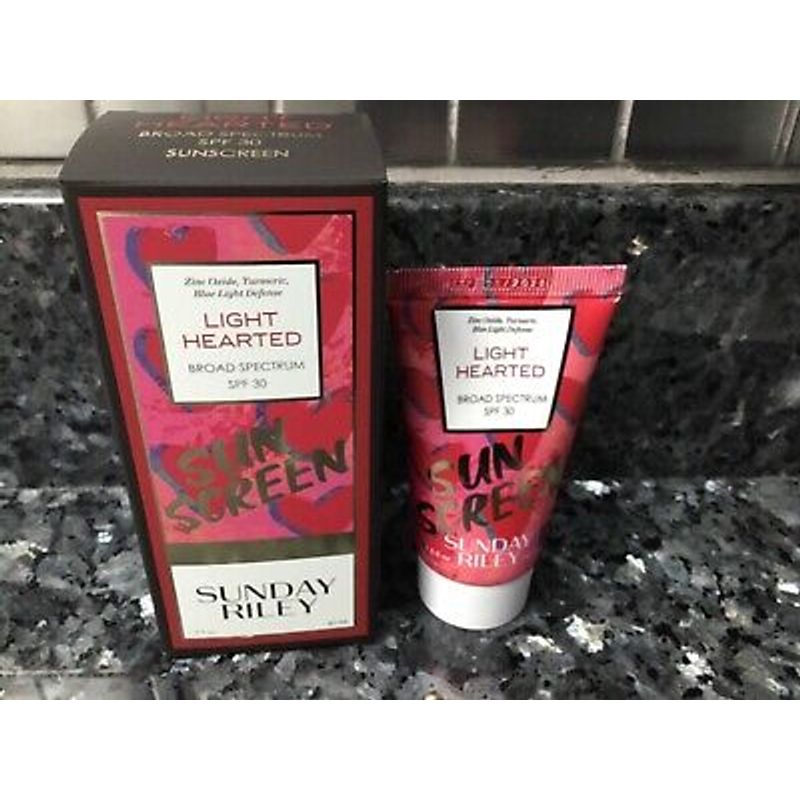 HEARTED
BROAD SPECTRUM
SPF 30
SUNSCREEN
Zinc Oxide, Turmeric,
Blue Light Defense
LIGHT
HEARTED
BROAD SPECTRUM
SPF 30
SUN
SCREEN
SUNDAY
RILEY
Zinc Oxide, Turmeric,
Blue Light Defense
LIGHT
HEARTED
BROAD SPECTRUM
SPF 30
SUN
SCREEN
SUNDAY
RILEY